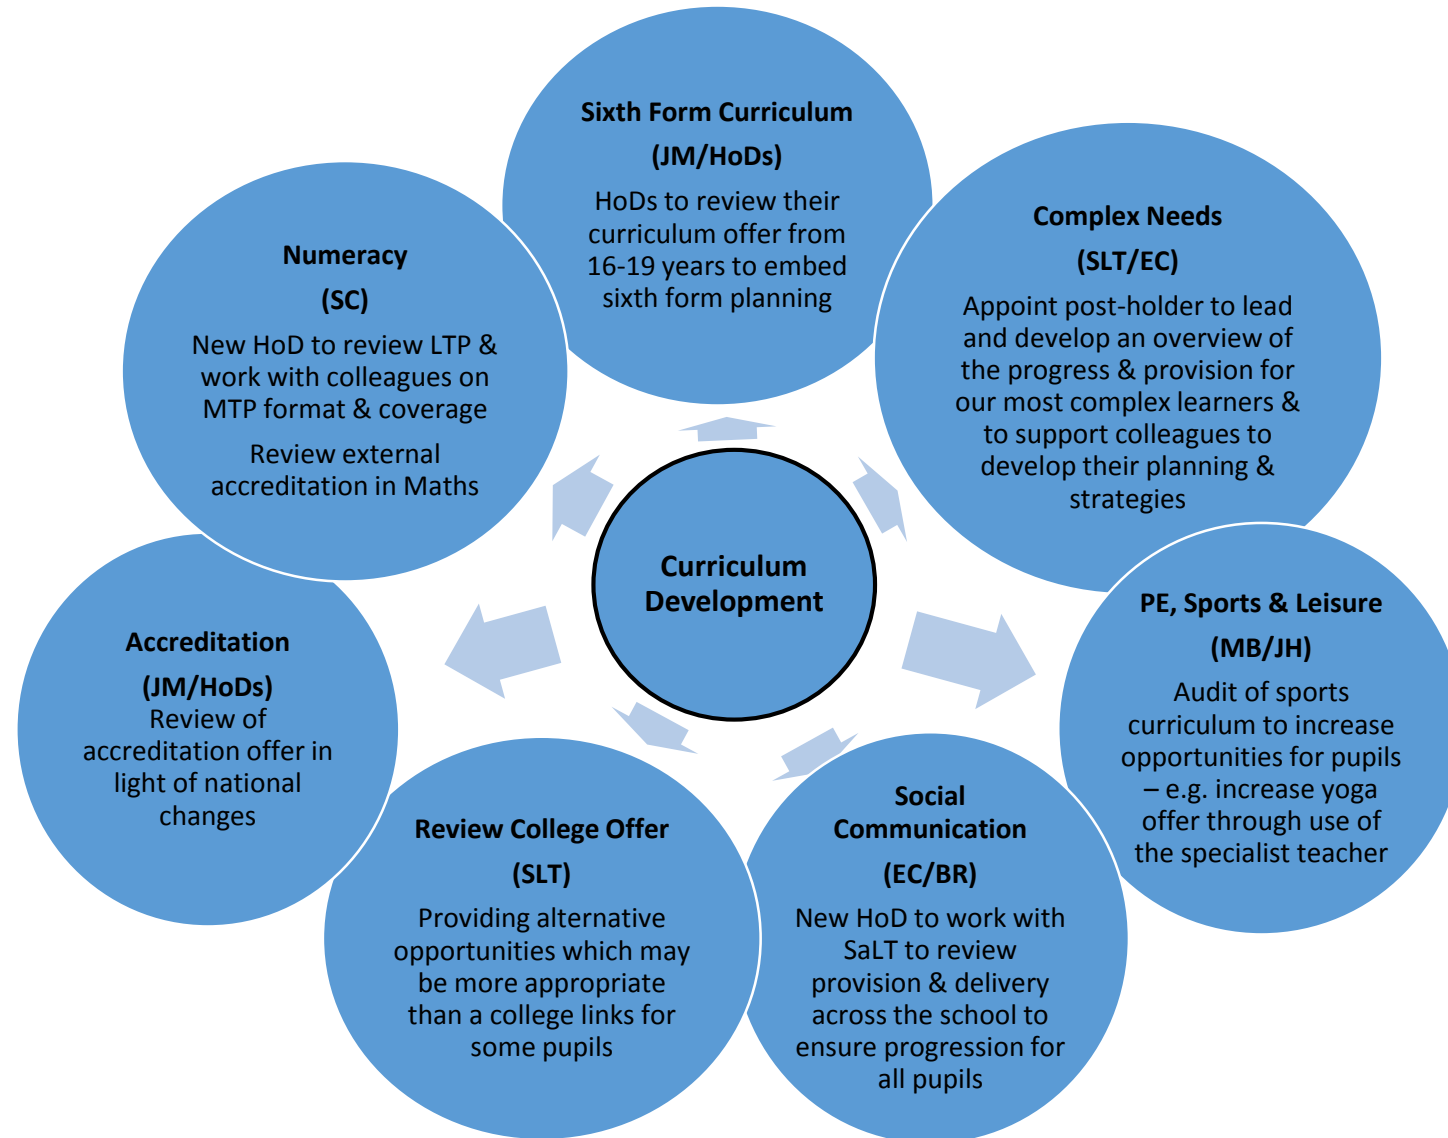 Sixth Form Curriculum
(JM/HoDs)
HoDs to review their
curriculum offer from
16-19 years to embed
sixth form planning
Complex Needs
(SLT/EC)
Appoint post-holder to lead
and develop an overview of
the progress & provision for
our most complex learners &
to support colleagues to
develop their planning &
strategies
PE, Sports & Leisure
(MB/JH)
Audit of sports
curriculum to increase
opportunities for pupils
– e.g. increase yoga
offer through use of
the specialist teacher
Social
Communication
(EC/BR)
New HoD to work with
SaLT to review
provision & delivery
across the school to
ensure progression for
all pupils
Review College Offer
(SLT)
Providing alternative
opportunities which may
be more appropriate
than a college links for
some pupils
Accreditation
(JM/HoDs)
Review of
accreditation offer in
light of national
changes
Numeracy
(SC)
New HoD to review LTP &
work with colleagues on
MTP format & coverage
Review external
accreditation in Maths
Curriculum
Development